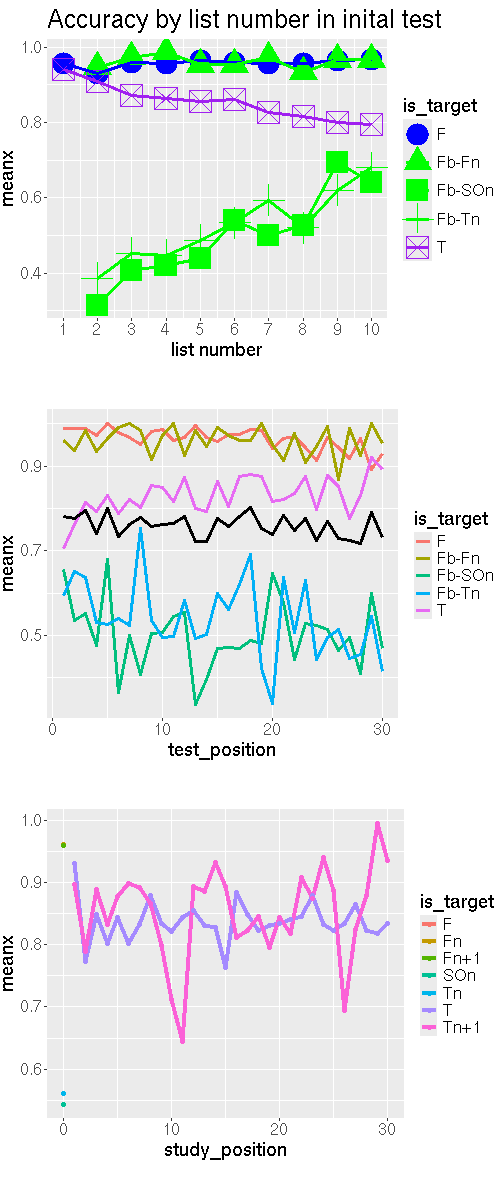 Accuracy by list number in inital test
1.0
0.8
0.6
0.4
meanx
1 2 3 4 5 6 7 8 9 10
list number
is_target
F
Fb-Fn
Fb-SOn
Fb-Tn
T
0.9
0.7
0.5
meanx
0 10 20 30
test_position
is_target
F
Fb-Fn
Fb-SOn
Fb-Tn
T
1.0
0.9
0.8
0.7
0.6
meanx
0 10 20 30
study_position
is_target
F
Fn
Fn+1
SOn
Tn
T
Tn+1